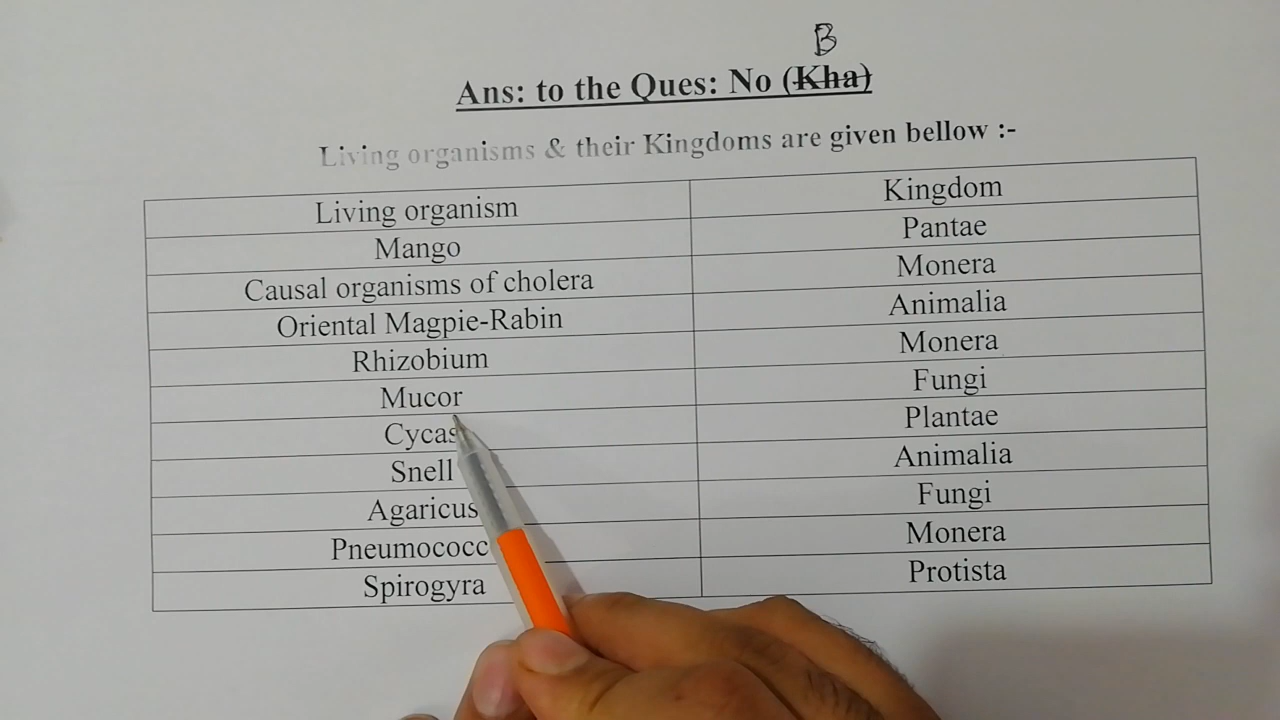 B
Ans: to the Ques: No (Kha)
Living organisms & their Kingdoms are given bellow :-
Living organism Kingdom
Mango Pantae
Causal organisms of cholera Monera
Oriental Magpie-Rabin Animalia
Rhizobium Monera
Mucor Fungi
Cycas Plantae
Snell Animalia
Agaricus Fungi
Pneumococc Monera
Spirogyra Protista